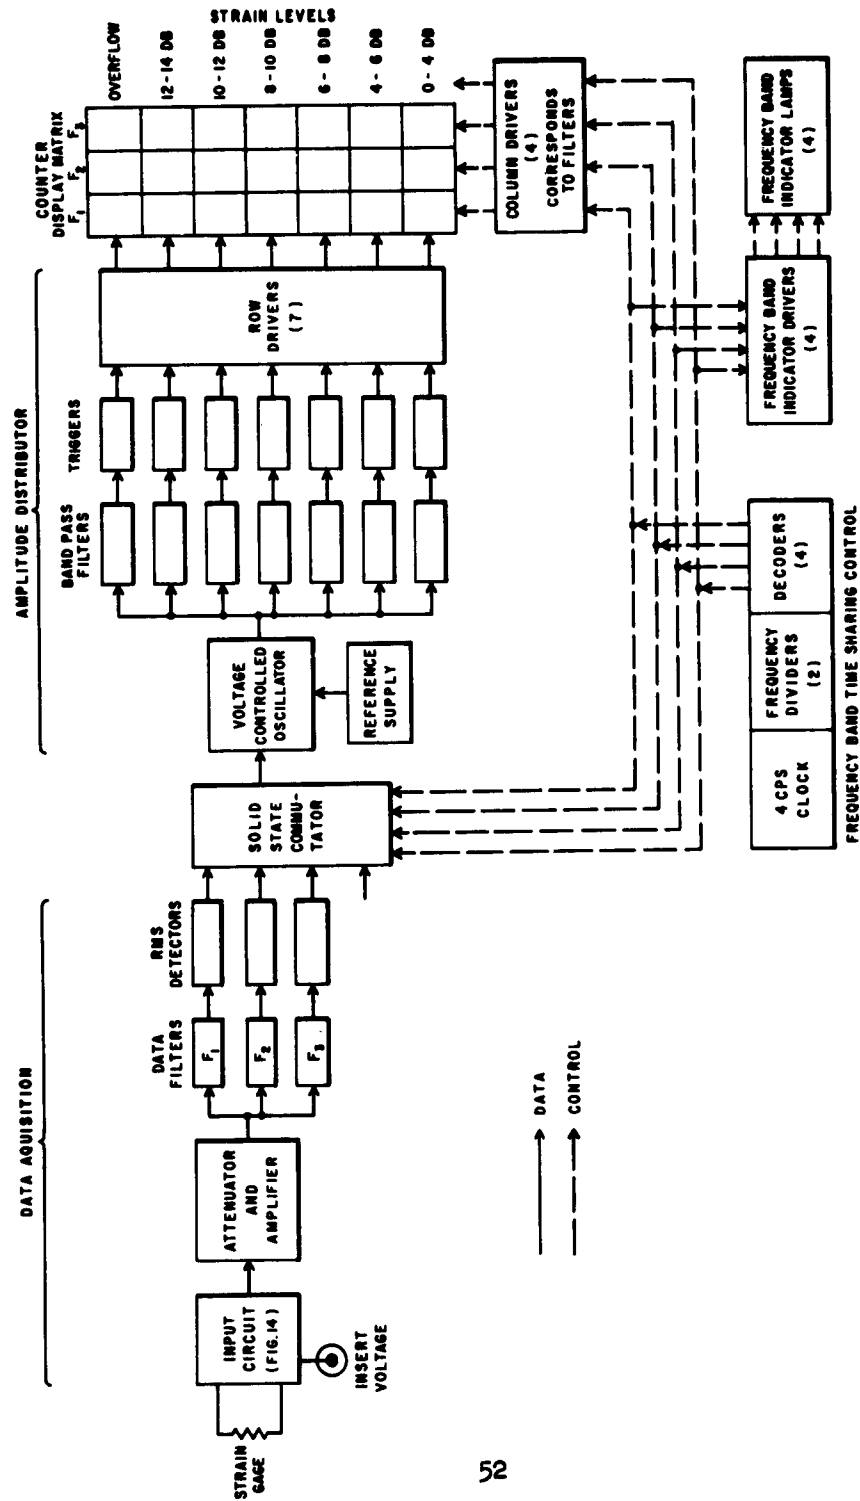 DATA AQUISITION
AMPLITUDE DISTRIBUTOR
STRAIN
GAGE
INPUT
CIRCUIT
(FIG.14)
INSERT
VOLTAGE
ATTENUATOR
AND
AMPLIFIER
DATA
FILTERS
F1
F2
F3
RMS
DETECTORS
SOLID
STATE
COMMU-
TATOR
VOLTAGE
CONTROLLED
OSCILLATOR
REFERENCE
SUPPLY
BAND PASS
FILTERS
TRIGGERS
ROW
DRIVERS
(7)
COUNTER
DISPLAY MATRIX
F1 F2 F3
STRAIN LEVELS
OVERFLOW
12-14 DB
10-12 DB
8-10 DB
6-8 DB
4-6 DB
0-4 DB
COLUMN DRIVERS
(4)
CORRESPONDS
TO FILTERS
DATA
CONTROL
4 CPS
CLOCK
FREQUENCY
DIVIDERS
(2)
DECODERS
(4)
FREQUENCY BAND
INDICATOR DRIVERS
(4)
FREQUENCY BAND
INDICATOR LAMPS
(4)
FREQUENCY BAND TIME SHARING CONTROL
52